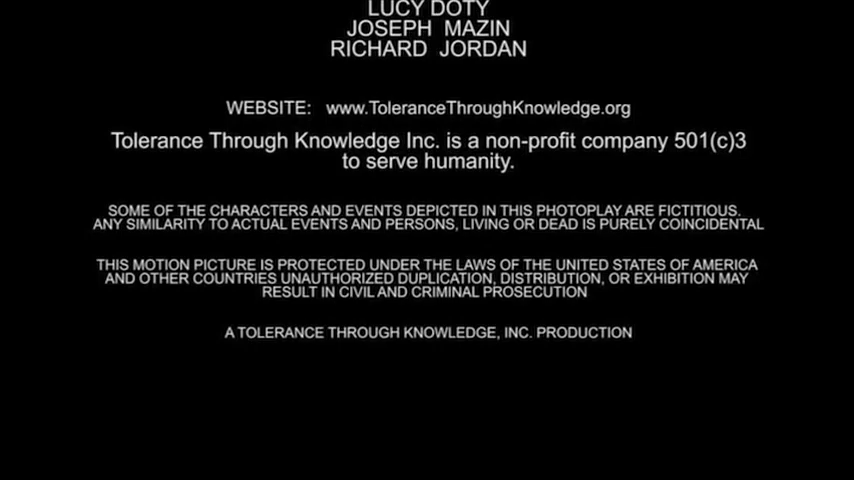 LUCY DOTY
JOSEPH MAZIN
RICHARD JORDAN
WEBSITE: www.ToleranceThroughKnowledge.org
Tolerance Through Knowledge Inc. is a non-profit company 501(c)3
to serve humanity.
SOME OF THE CHARACTERS AND EVENTS DEPICTED IN THIS PHOTOPLAY ARE FICTITIOUS.
ANY SIMILARITY TO ACTUAL EVENTS AND PERSONS, LIVING OR DEAD IS PURELY COINCIDENTAL
THIS MOTION PICTURE IS PROTECTED UNDER THE LAWS OF THE UNITED STATES OF AMERICA
AND OTHER COUNTRIES UNAUTHORIZED DUPLICATION, DISTRIBUTION, OR EXHIBITION MAY
RESULT IN CIVIL AND CRIMINAL PROSECUTION
A TOLERANCE THROUGH KNOWLEDGE, INC. PRODUCTION